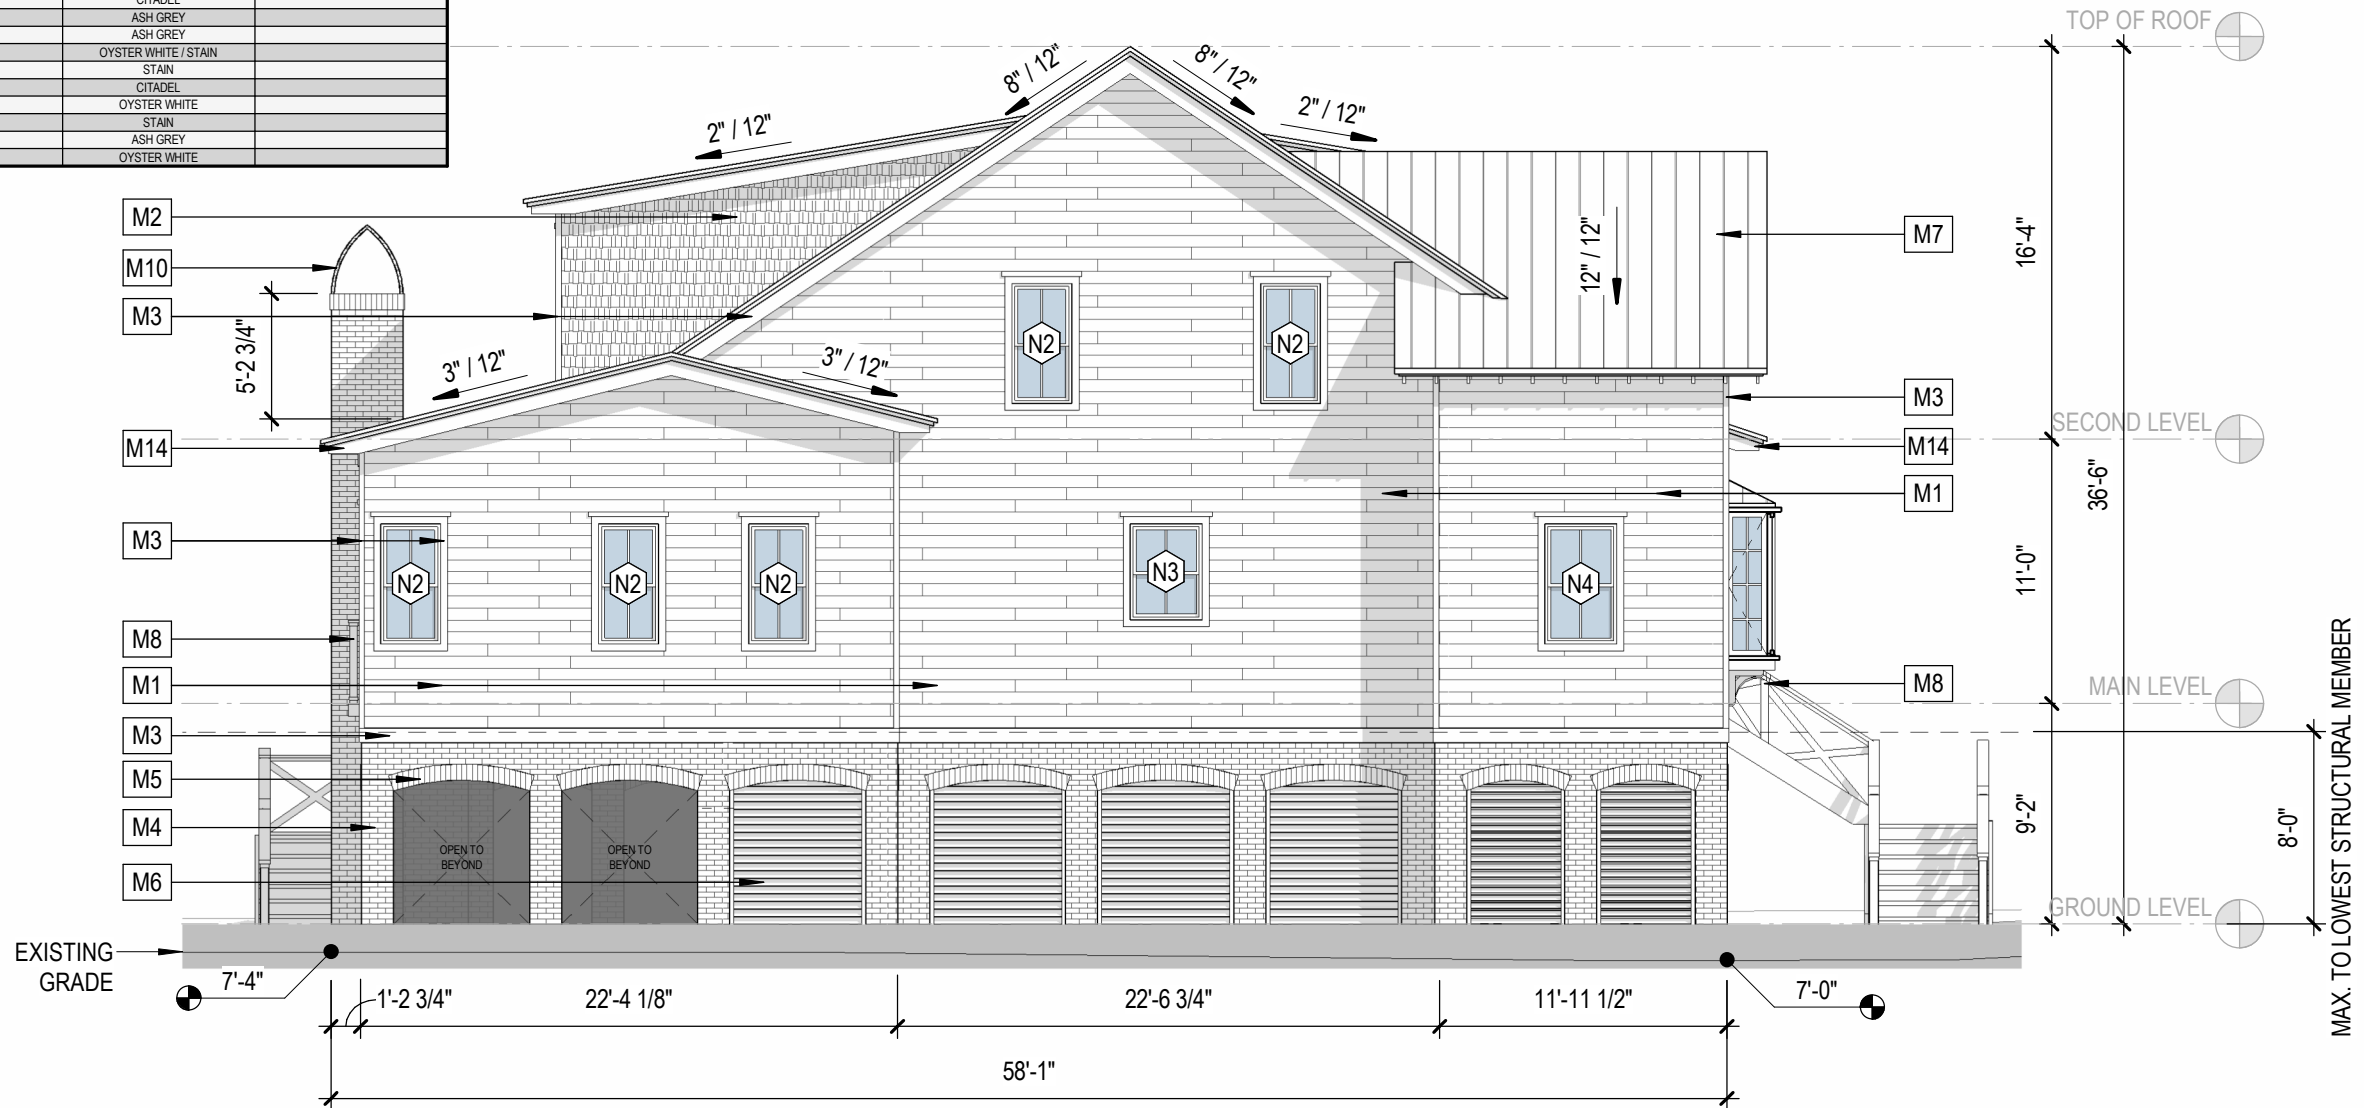 CITADEL
ASH GREY
ASH GREY
OYSTER WHITE / STAIN
STAIN
CITADEL
OYSTER WHITE
STAIN
ASH GREY
OYSTER WHITE
TOP OF ROOF
8" / 12"
8" / 12"
2" / 12"
2" / 12"
M2
M10
M3
5'-2 3/4"
3" / 12"
3" / 12"
12" / 12"
N2
N2
M7
16'-4"
M3
SECOND LEVEL
M14
M14
M1
36'-6"
M3
N2
N2
N2
N3
N4
11'-0"
M8
M1
M8
MAIN LEVEL
M3
M5
M4
M6
OPEN TO
BEYOND
OPEN TO
BEYOND
9'-2"
8'-0"
MAX. TO LOWEST STRUCTURAL MEMBER
GROUND LEVEL
EXISTING
GRADE
7'-4"
7'-0"
1'-2 3/4"
22'-4 1/8"
22'-6 3/4"
11'-11 1/2"
58'-1"